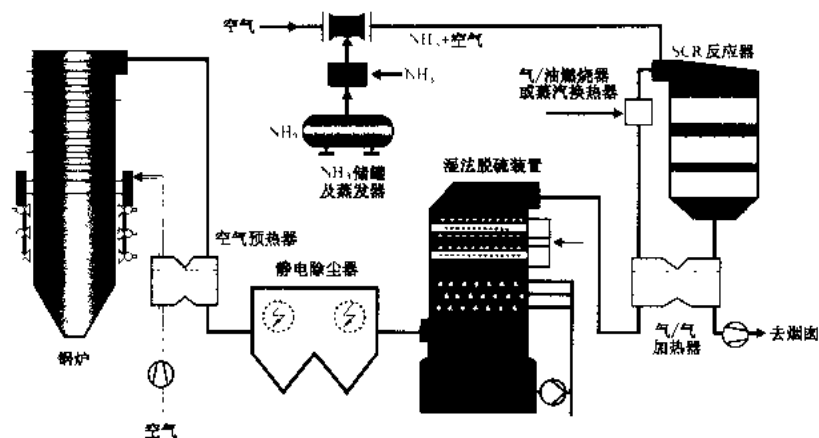 空气
NH₃+空气
SCR反应器
NH₃
气/油燃烧器
或蒸汽换热器
NH₃
NH₃储罐
及蒸发器
湿法脱硫装置
空气预热器
静电除尘器
锅炉
气/气
加热器
去烟囱
空气